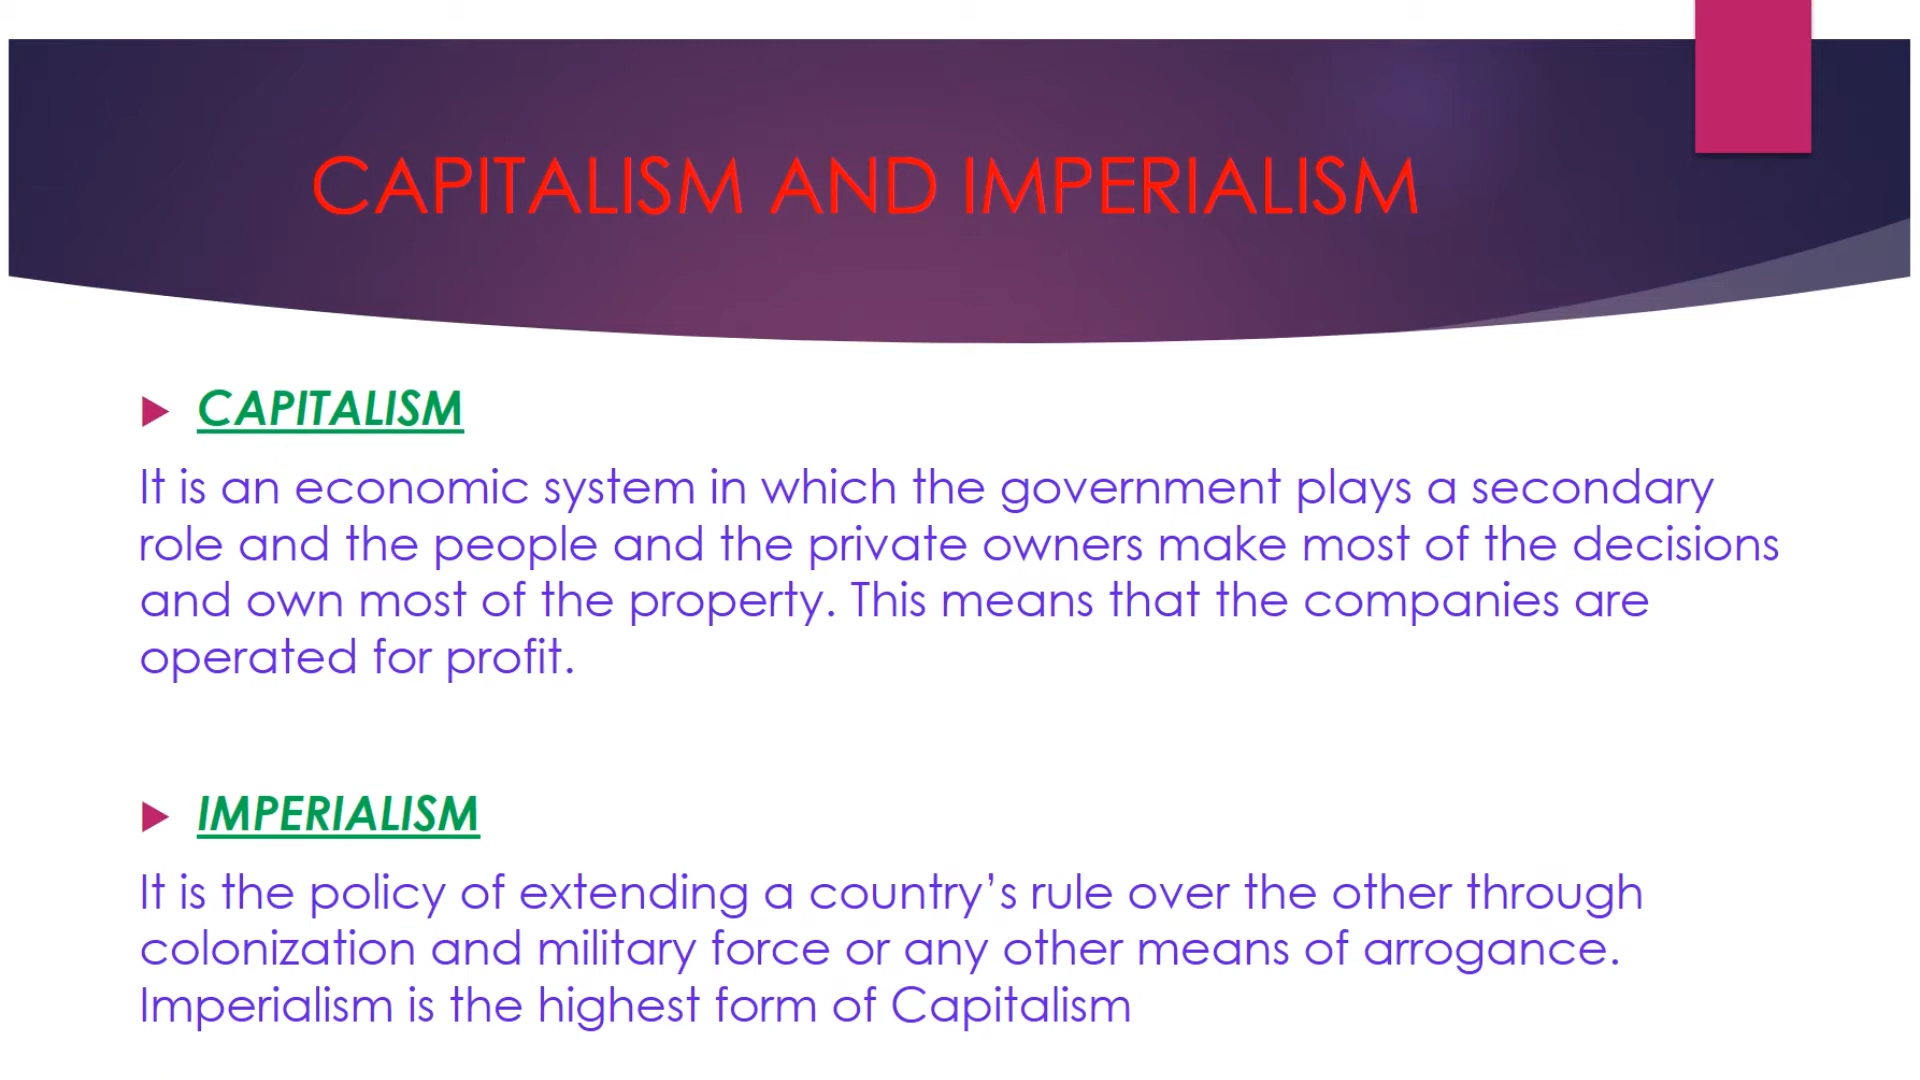 CAPITALISM AND IMPERIALISM
CAPITALISM
It is an economic system in which the government plays a secondary
role and the people and the private owners make most of the decisions
and own most of the property. This means that the companies are
operated for profit.
IMPERIALISM
It is the policy of extending a country’s rule over the other through
colonization and military force or any other means of arrogance.
Imperialism is the highest form of Capitalism